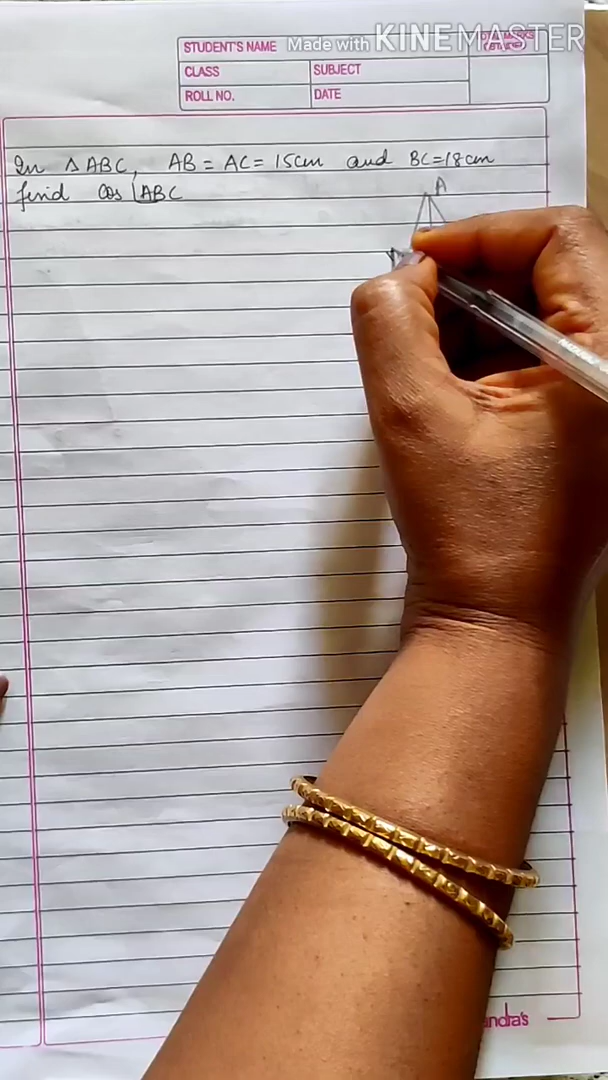 Made with KINEMASTER
STUDENT'S NAME
CLASS SUBJECT
ROLL NO. DATE
In △ ABC, AB = AC = 15cm and BC=18cm
find cos ∠ABC
A